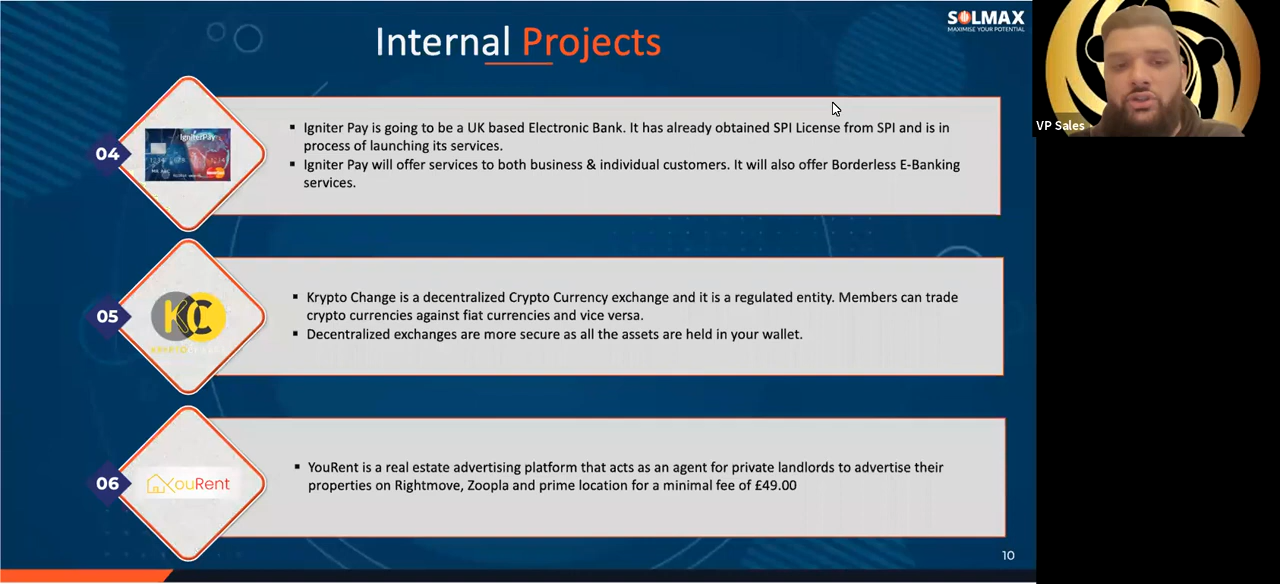 Internal Projects
SOLMAX
MAXIMISE YOUR POTENTIAL
VP Sales
04
IgniterPay
▪ Igniter Pay is going to be a UK based Electronic Bank. It has already obtained SPI License from SPI and is in
process of launching its services.
▪ Igniter Pay will offer services to both business & individual customers. It will also offer Borderless E-Banking
services.
05
KC
▪ Krypto Change is a decentralized Crypto Currency exchange and it is a regulated entity. Members can trade
crypto currencies against fiat currencies and vice versa.
▪ Decentralized exchanges are more secure as all the assets are held in your wallet.
06
YouRent
▪ YouRent is a real estate advertising platform that acts as an agent for private landlords to advertise their
properties on Rightmove, Zoopla and prime location for a minimal fee of £49.00
10